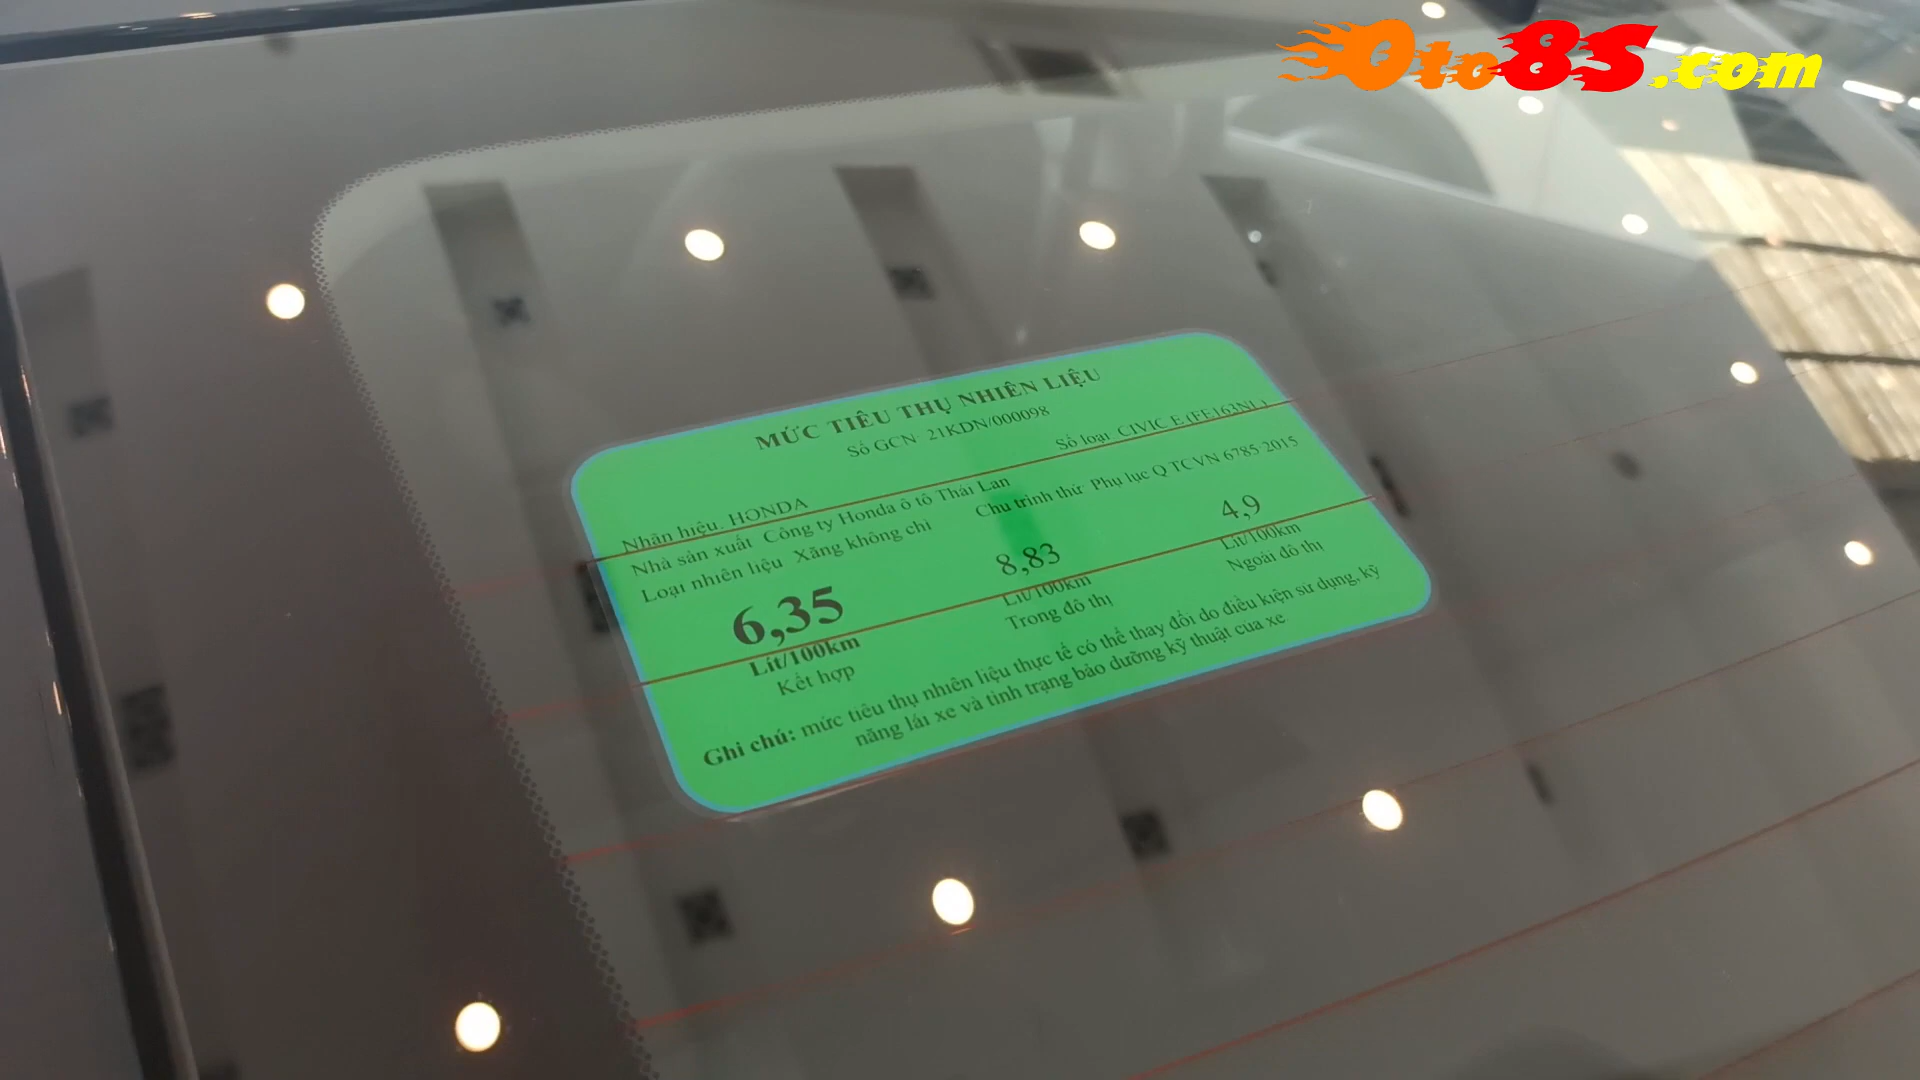 Oto8S.com
MỨC TIÊU THỤ NHIÊN LIỆU
Số GCN: 21KDN/000098
Nhãn hiệu: HONDA Số loại: CIVIC E (FE163NL)
Nhà sản xuất: Công ty Honda ô tô Thái Lan
Loại nhiên liệu: Xăng không chì Chu trình thử: Phụ lục Q TCVN 6785:2015
6,35 8,83 4,9
Lít/100km Lít/100km Lít/100km
Kết hợp Trong đô thị Ngoài đô thị
Ghi chú: mức tiêu thụ nhiên liệu thực tế có thể thay đổi do điều kiện sử dụng, kỹ
năng lái xe và tình trạng bảo dưỡng kỹ thuật của xe